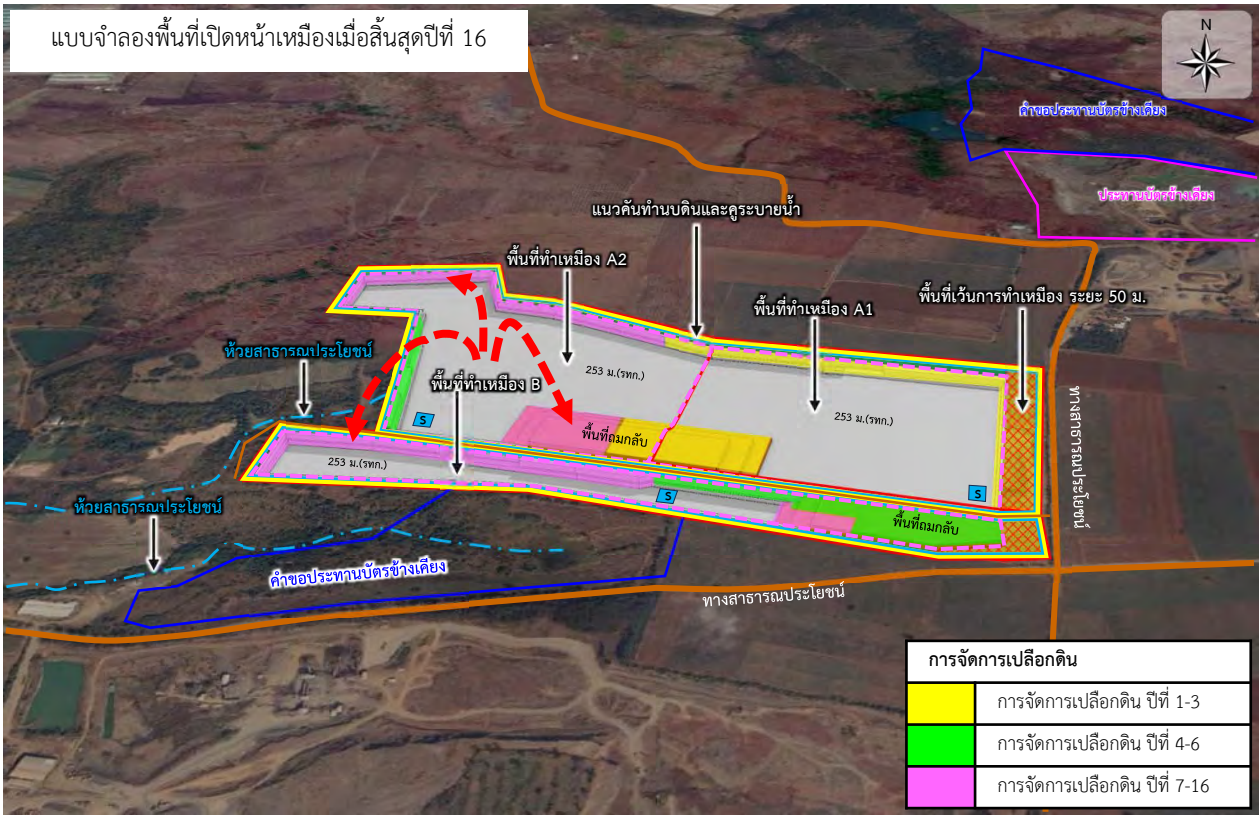 แบบจำลองพื้นที่เปิดหน้าเหมืองเมื่อสิ้นสุดปีที่ 16
N
คำขอประทานบัตรข้างเคียง
ประทานบัตรข้างเคียง
แนวคันทำนบดินและคูระบายน้ำ
พื้นที่ทำเหมือง A2
พื้นที่ทำเหมือง A1
พื้นที่เว้นการทำเหมือง ระยะ 50 ม.
ห้วยสาธารณประโยชน์
พื้นที่ทำเหมือง B
253 ม.(รทก.)
253 ม.(รทก.)
ทางสาธารณประโยชน์
S
พื้นที่ถมกลับ
253 ม.(รทก.)
S
S
ห้วยสาธารณประโยชน์
พื้นที่ถมกลับ
คำขอประทานบัตรข้างเคียง
ทางสาธารณประโยชน์
การจัดการเปลือกดิน
การจัดการเปลือกดิน ปีที่ 1-3
การจัดการเปลือกดิน ปีที่ 4-6
การจัดการเปลือกดิน ปีที่ 7-16